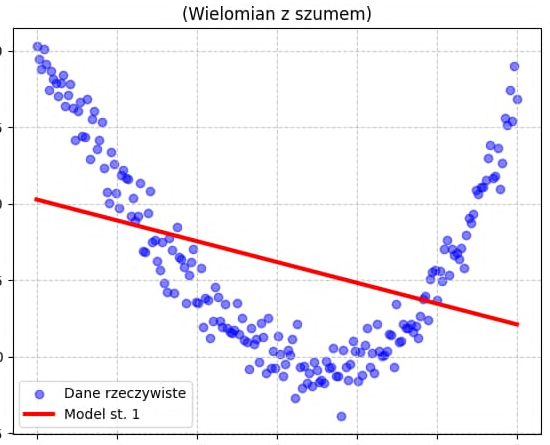 (Wielomian z szumem)
Dane rzeczywiste
Model st. 1